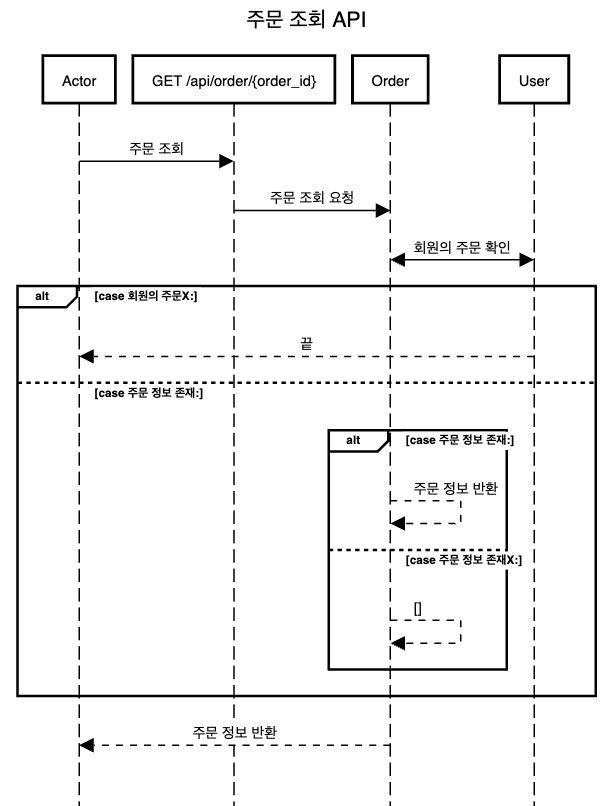 주문 조회 API
Actor
GET /api/order/{order_id}
Order
User
주문 조회
주문 조회 요청
회원의 주문 확인
alt
[case 회원의 주문X:]
끝
[case 주문 정보 존재:]
alt
[case 주문 정보 존재:]
주문 정보 반환
[case 주문 정보 존재X:]
[]
주문 정보 반환